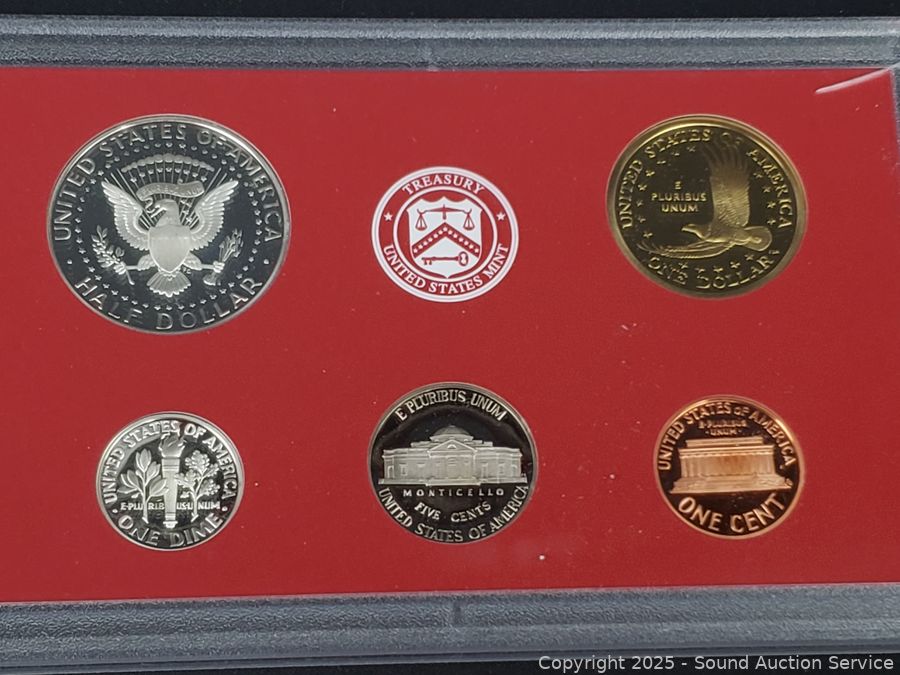 UNITED STATES OF AMERICA
HALF DOLLAR
TREASURY
UNITED STATES MINT
UNITED STATES OF AMERICA
E
PLURIBUS
UNUM
ONE DOLLAR
UNITED STATES OF AMERICA
E·PLURIBUS·UNUM
ONE DIME
E PLURIBUS UNUM
MONTICELLO
FIVE CENTS
UNITED STATES OF AMERICA
UNITED STATES OF AMERICA
E·PLURIBUS
·UNUM·
ONE CENT
Copyright © 2025 - Sound Auction Service